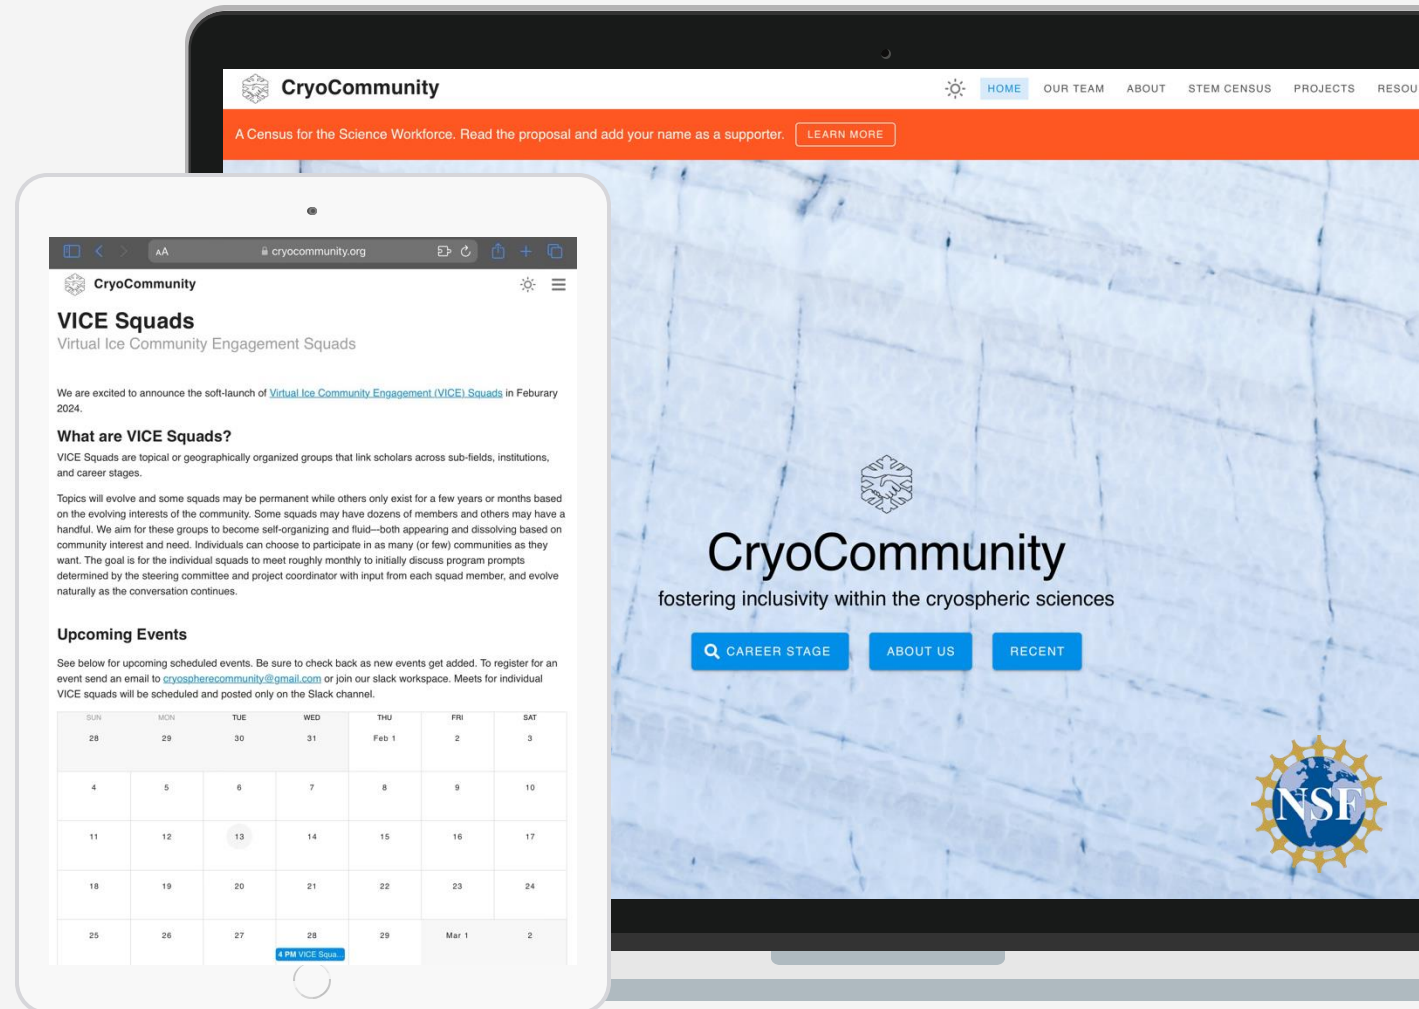 CryoCommunity
HOME OUR TEAM ABOUT STEM CENSUS PROJECTS RESOU
A Census for the Science Workforce. Read the proposal and add your name as a supporter. LEARN MORE
CryoCommunity
fostering inclusivity within the cryospheric sciences
CAREER STAGE ABOUT US RECENT
NSF
AA cryocommunity.org
CryoCommunity
VICE Squads
Virtual Ice Community Engagement Squads
We are excited to announce the soft-launch of Virtual Ice Community Engagement (VICE) Squads in Feburary
2024.
What are VICE Squads?
VICE Squads are topical or geographically organized groups that link scholars across sub-fields, institutions,
and career stages.
Topics will evolve and some squads may be permanent while others only exist for a few years or months based
on the evolving interests of the community. Some squads may have dozens of members and others may have a
handful. We aim for these groups to become self-organizing and fluid—both appearing and dissolving based on
community interest and need. Individuals can choose to participate in as many (or few) communities as they
want. The goal is for the individual squads to meet roughly monthly to initially discuss program prompts
determined by the steering committee and project coordinator with input from each squad member, and evolve
naturally as the conversation continues.
Upcoming Events
See below for upcoming scheduled events. Be sure to check back as new events get added. To register for an
event send an email to cryospherecommunity@gmail.com or join our slack workspace. Meets for individual
VICE squads will be scheduled and posted only on the Slack channel.
SUN MON TUE WED THU FRI SAT
28 29 30 31 Feb 1 2 3
4 5 6 7 8 9 10
11 12 13 14 15 16 17
18 19 20 21 22 23 24
25 26 27 28 29 Mar 1 2
4 PM VICE Squa...